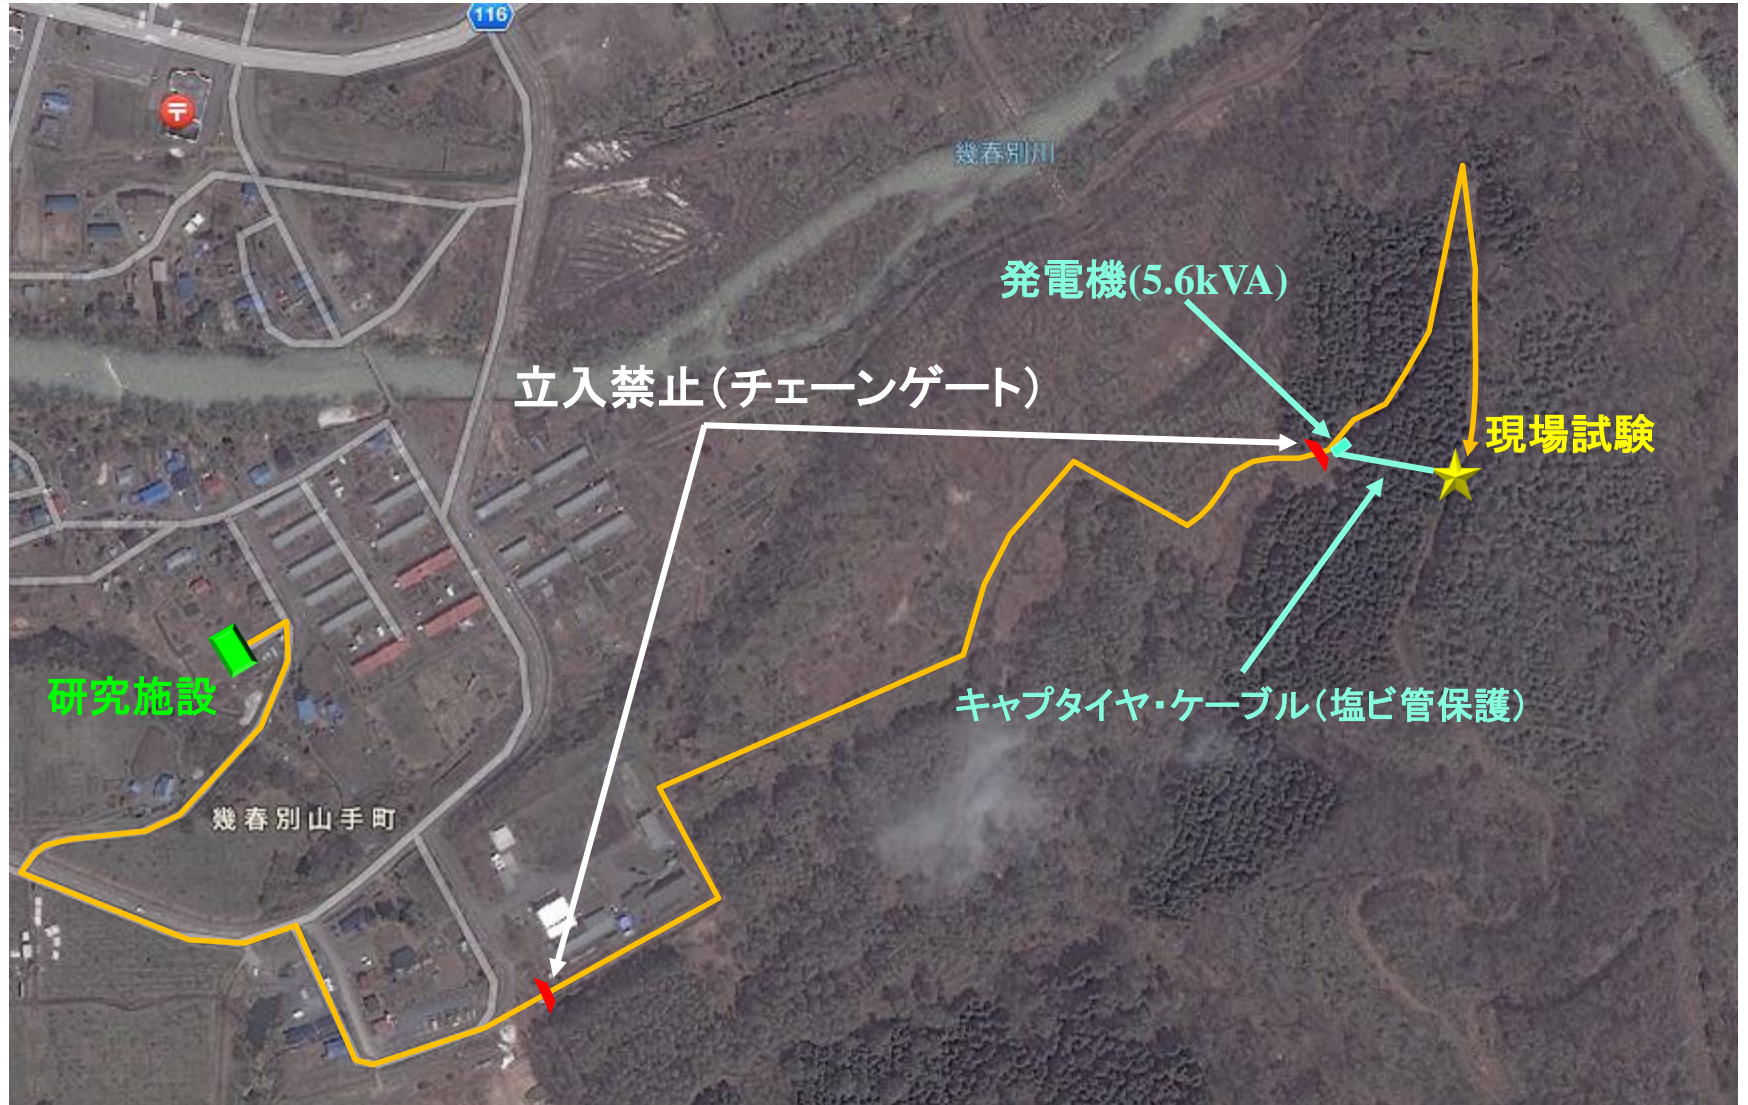 116
〒
幾春別川
発電機(5.6kVA)
立入禁止（チェーンゲート）
現場試験
研究施設
キャプタイヤ・ケーブル（塩ビ管保護）
幾春別山手町